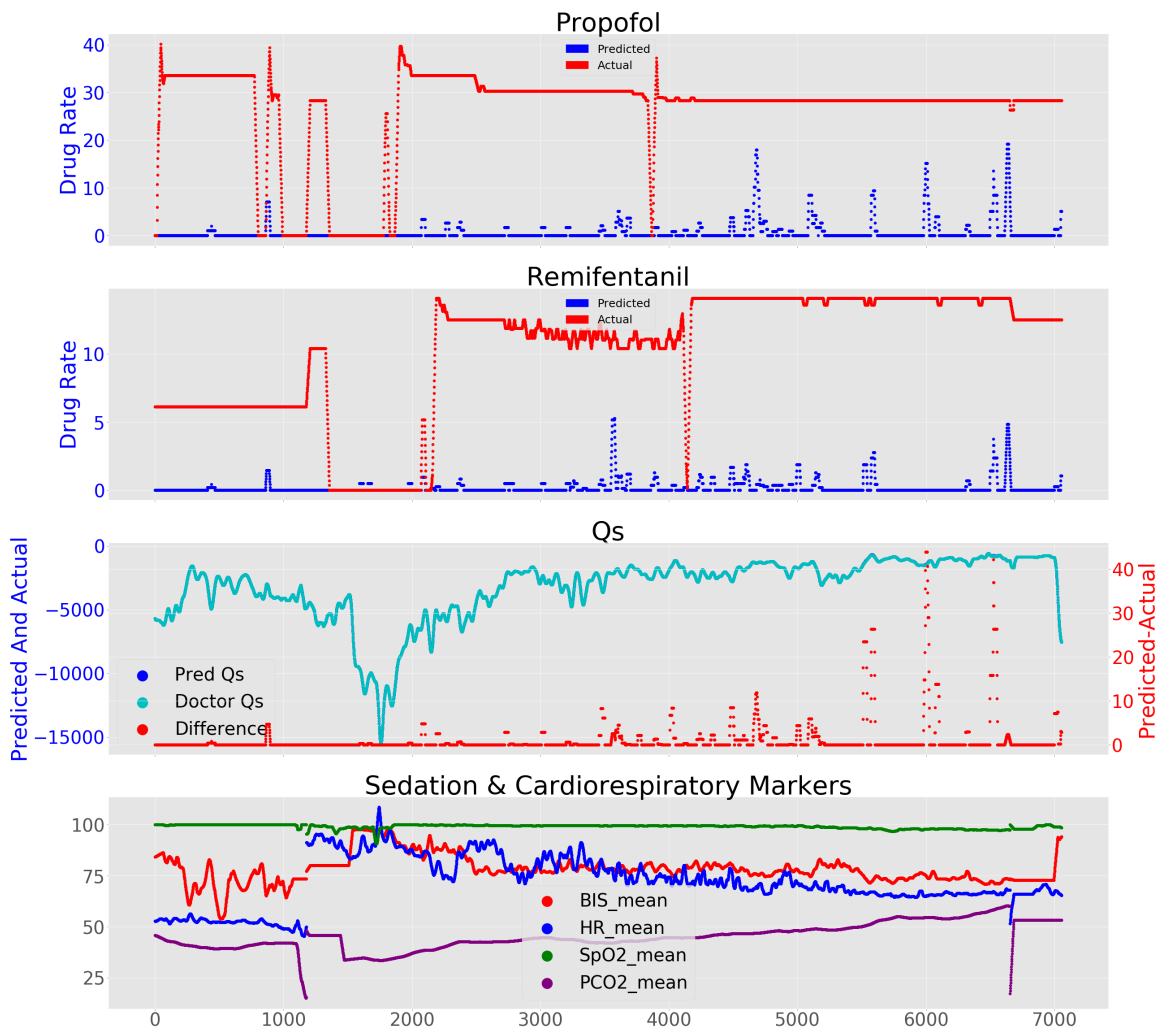 Propofol
Predicted
Actual
Drug Rate
40
30
20
10
0
Remifentanil
Predicted
Actual
Drug Rate
10
5
0
Qs
Predicted And Actual
0
−5000
−10000
−15000
Pred Qs
Doctor Qs
Difference
Predicted-Actual
40
30
20
10
0
Sedation & Cardiorespiratory Markers
100
75
50
25
BIS_mean
HR_mean
SpO2_mean
PCO2_mean
0 1000 2000 3000 4000 5000 6000 7000